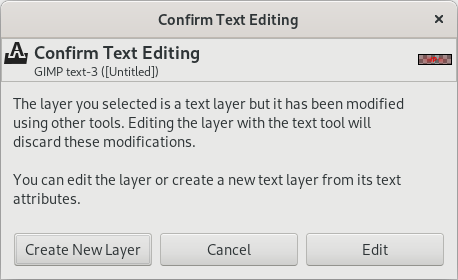 Confirm Text Editing
Confirm Text Editing
GIMP text-3 ([Untitled])
The layer you selected is a text layer but it has been modified
using other tools. Editing the layer with the text tool will
discard these modifications.
You can edit the layer or create a new text layer from its text
attributes.
Create New Layer
Cancel
Edit